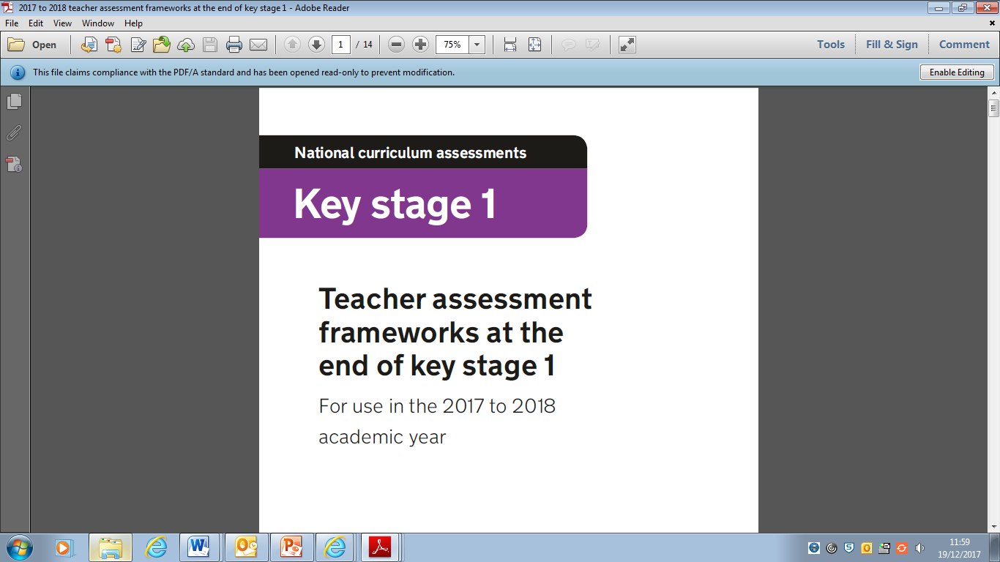 2017 to 2018 teacher assessment frameworks at the end of key stage 1 - Adobe Reader
File Edit View Window Help
Open 1 / 14 75% Tools Fill & Sign Comment
This file claims compliance with the PDF/A standard and has been opened read-only to prevent modification. Enable Editing
National curriculum assessments
Key stage 1
Teacher assessment
frameworks at the
end of key stage 1
For use in the 2017 to 2018
academic year
11:59
19/12/2017